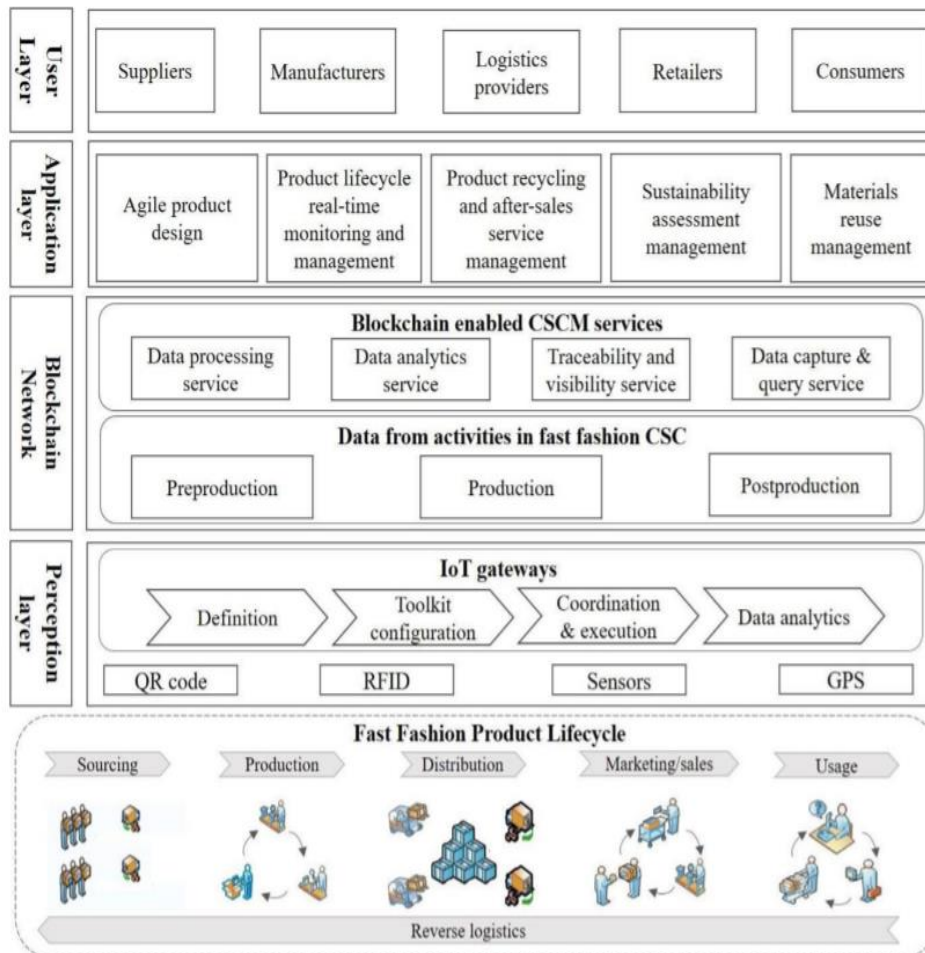 User
Layer
Suppliers
Manufacturers
Logistics
providers
Retailers
Consumers
Application
layer
Agile product
design
Product lifecycle
real-time
monitoring and
management
Product recycling
and after-sales
service
management
Sustainability
assessment
management
Materials
reuse
management
Blockchain
Network
Blockchain enabled CSCM services
Data processing
service
Data analytics
service
Traceability and
visibility service
Data capture &
query service
Data from activities in fast fashion CSC
Preproduction
Production
Postproduction
Perception
layer
IoT gateways
Definition
Toolkit
configuration
Coordination
& execution
Data analytics
QR code
RFID
Sensors
GPS
Fast Fashion Product Lifecycle
Sourcing
Production
Distribution
Marketing/sales
Usage
Reverse logistics